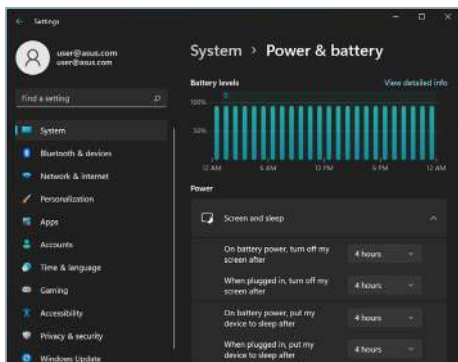 Settings
user@asus.com
user@asus.com
Find a setting
System
Bluetooth & devices
Network & internet
Personalization
Apps
Accounts
Time & language
Gaming
Accessibility
Privacy & security
Windows Update
System > Power & battery
Battery levels
View detailed info
100%
50%
12 AM
6 AM
12 PM
6 PM
12 AM
Power
Screen and sleep
On battery power, turn off my
screen after
4 hours
When plugged in, turn off my
screen after
4 hours
On battery power, put my
device to sleep after
4 hours
When plugged in, put my
device to sleep after
4 hours